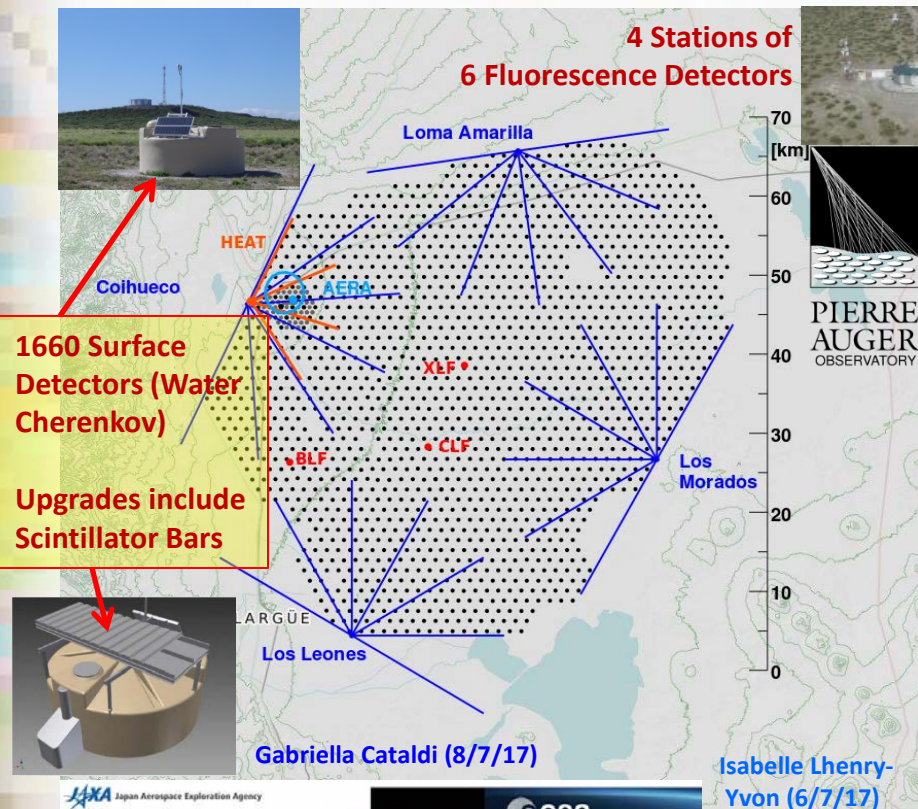 4 Stations of
6 Fluorescence Detectors
70
[km]
Loma Amarilla
60
HEAT
50
Coihueco
AERA
PIERRE
AUGER
OBSERVATORY
1660 Surface
Detectors (Water
Cherenkov)
Upgrades include
Scintillator Bars
40
XLF
30
CLF
BLF
Los
Morados
20
10
LARGÜE
Los Leones
0
Gabriella Cataldi (8/7/17)
Isabelle Lhenry-
Yvon (6/7/17)
JAXA Japan Aerospace Exploration Agency